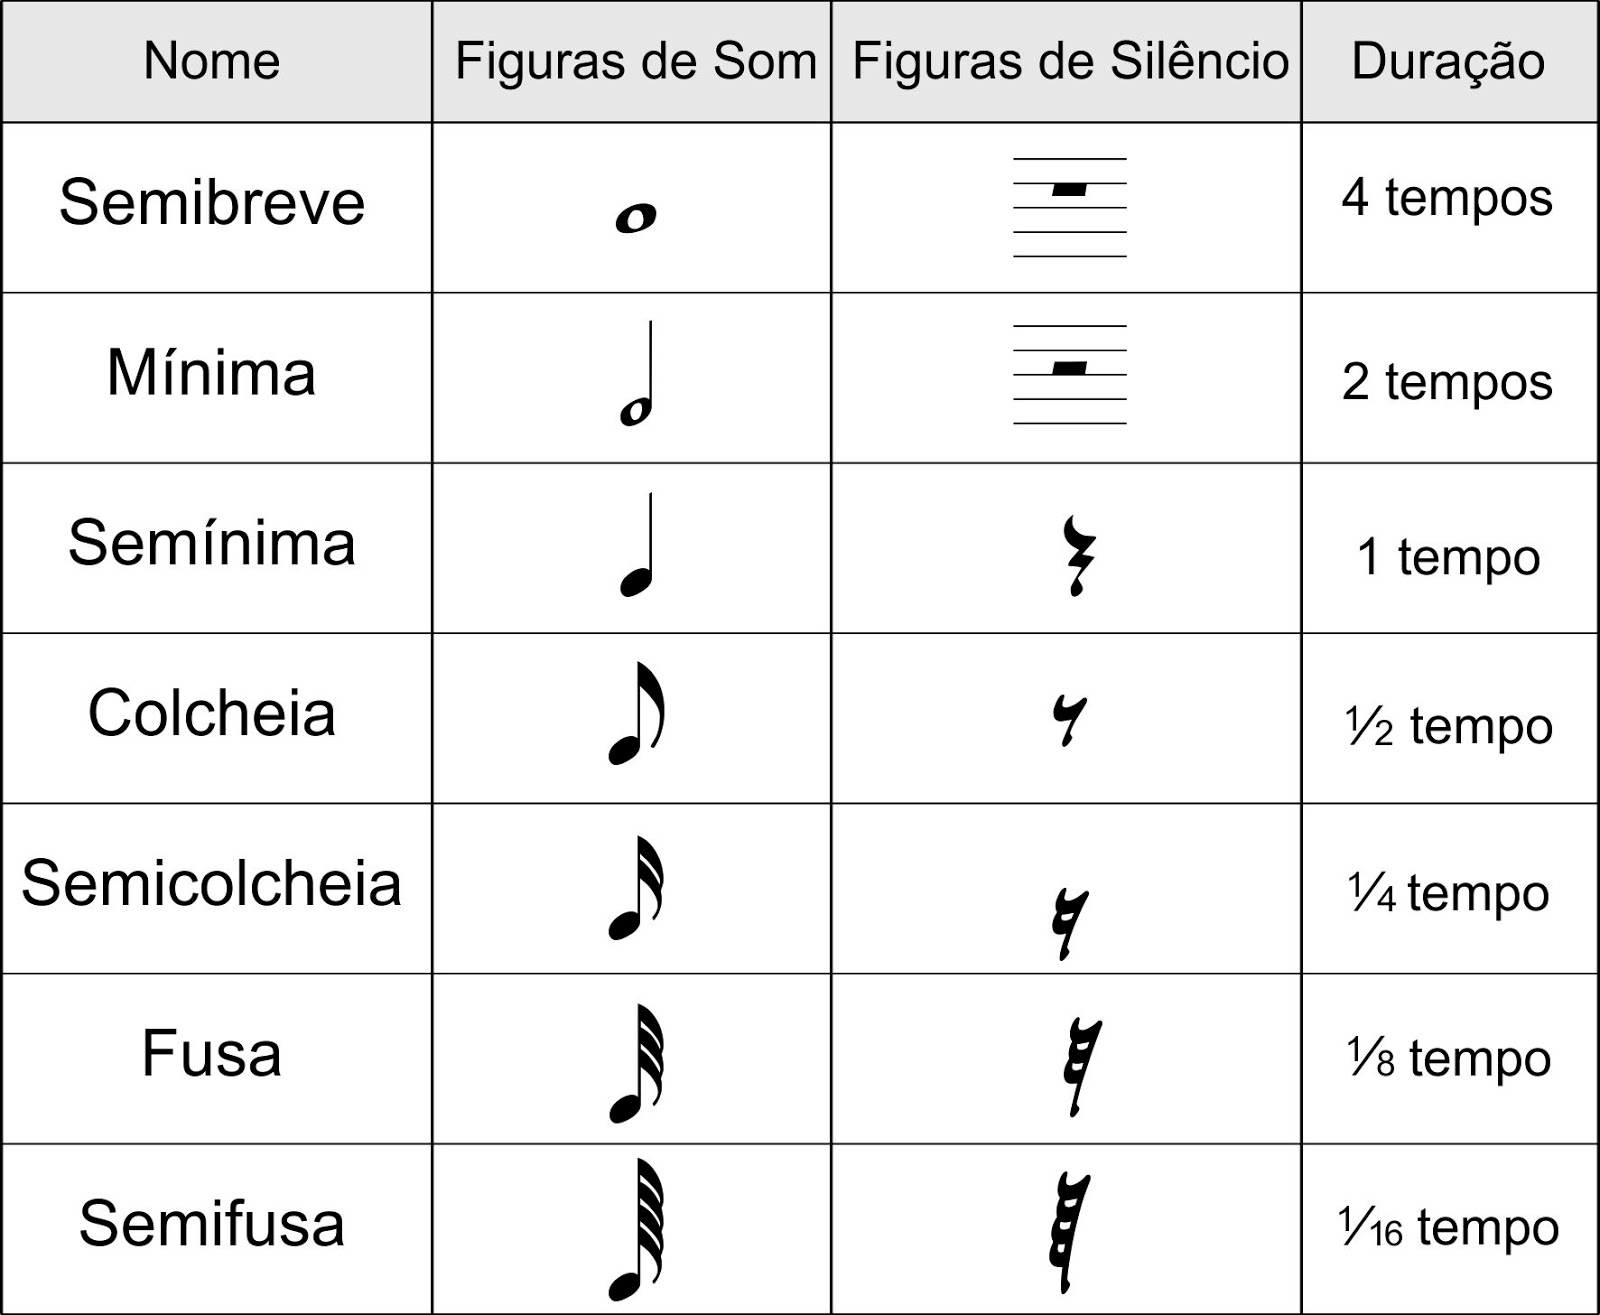 Nome Figuras de Som Figuras de Silêncio Duração
Semibreve 4 tempos
Mínima 2 tempos
Semínima 1 tempo
Colcheia ½ tempo
Semicolcheia ¼ tempo
Fusa ⅛ tempo
Semifusa 1⁄16 tempo